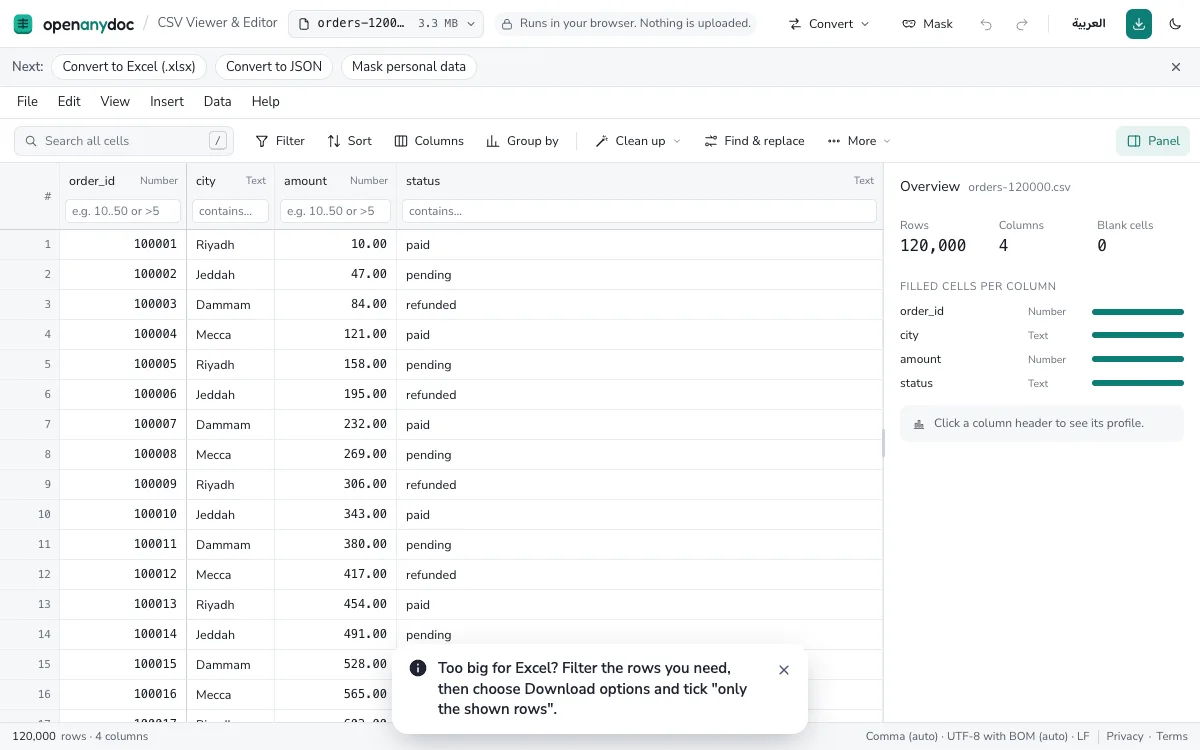 openanydoc / CSV Viewer & Editor orders-1200… 3.3 MB Runs in your browser. Nothing is uploaded. Convert Mask العربية
Next: Convert to Excel (.xlsx) Convert to JSON Mask personal data
File Edit View Insert Data Help
Search all cells / Filter Sort Columns Group by Clean up Find & replace More Panel
# order_id Number city Text amount Number status Text
e.g. 10..50 or >5 contains... e.g. 10..50 or >5 contains...
1 100001 Riyadh 10.00 paid
2 100002 Jeddah 47.00 pending
3 100003 Dammam 84.00 refunded
4 100004 Mecca 121.00 paid
5 100005 Riyadh 158.00 pending
6 100006 Jeddah 195.00 refunded
7 100007 Dammam 232.00 paid
8 100008 Mecca 269.00 pending
9 100009 Riyadh 306.00 refunded
10 100010 Jeddah 343.00 paid
11 100011 Dammam 380.00 pending
12 100012 Mecca 417.00 refunded
13 100013 Riyadh 454.00 paid
14 100014 Jeddah 491.00 pending
15 100015 Dammam 528.00
16 100016 Mecca 565.00
Overview orders-120000.csv
Rows Columns Blank cells
120,000 4 0
FILLED CELLS PER COLUMN
order_id Number
city Text
amount Number
status Text
Click a column header to see its profile.
Too big for Excel? Filter the rows you need,
then choose Download options and tick "only
the shown rows".
120,000 rows · 4 columns Comma (auto) · UTF-8 with BOM (auto) · LF Privacy · Terms